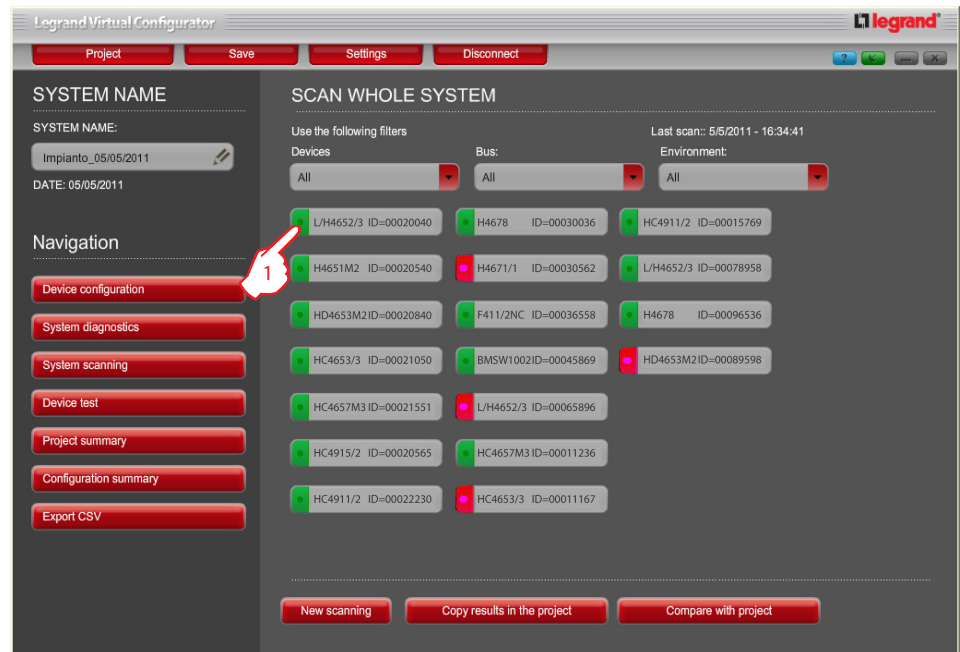 Legrand Virtual Configurator
legrand®
Project
Save
Settings
Disconnect
?
SYSTEM NAME
SYSTEM NAME:
Impianto_05/05/2011
DATE: 05/05/2011
Navigation
Device configuration
System diagnostics
System scanning
Device test
Project summary
Configuration summary
Export CSV
SCAN WHOLE SYSTEM
Use the following filters
Last scan:: 5/5/2011 - 16:34:41
Devices
Bus:
Environment:
All
All
All
L/H4652/3 ID=00020040
H4678 ID=00030036
HC4911/2 ID=00015769
1
H4651M2 ID=00020540
H4671/1 ID=00030562
L/H4652/3 ID=00078958
HD4653M2ID=00020840
F411/2NC ID=00036558
H4678 ID=00096536
HC4653/3 ID=00021050
BMSW1002ID=00045869
HD4653M2ID=00089598
HC4657M3 ID=00021551
L/H4652/3 ID=00065896
HC4915/2 ID=00020565
HC4657M3 ID=00011236
HC4911/2 ID=00022230
HC4653/3 ID=00011167
New scanning
Copy results in the project
Compare with project